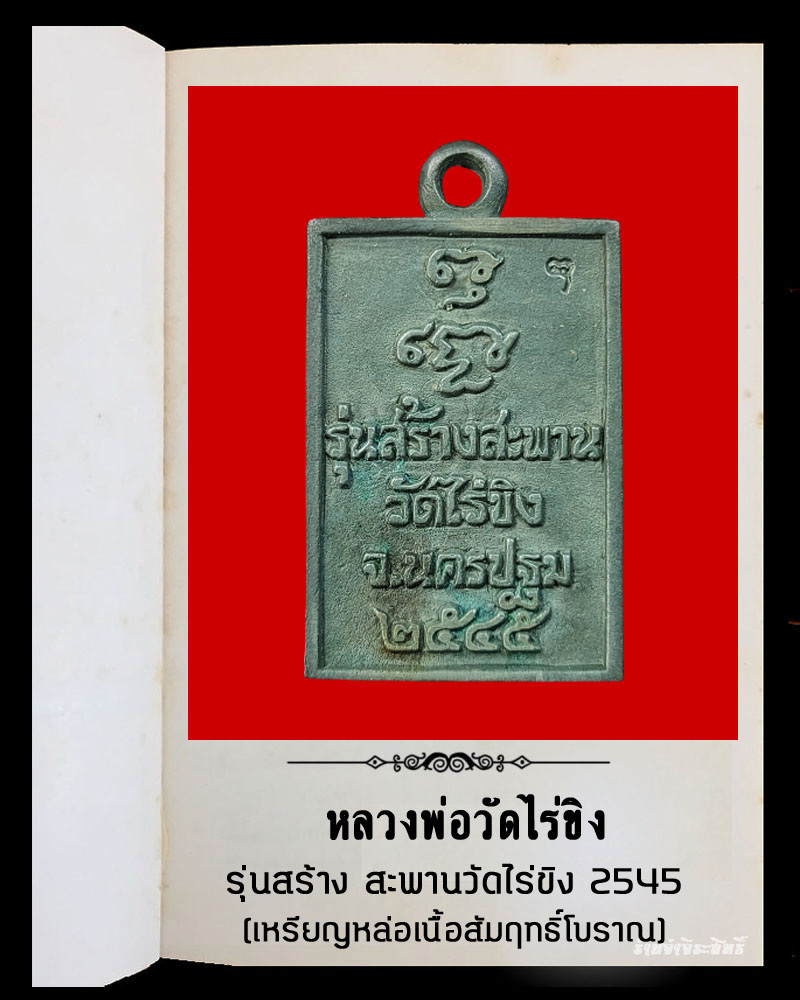 รุ่นสร้างสะพาน
วัดไร่ขิง
จ.นครปฐม
๒๕๔๕
หลวงพ่อวัดไร่ขิง
รุ่นสร้าง สะพานวัดไร่ขิง 2545
(เหรียญหล่อเนื้อสัมฤทธิ์โบราณ)